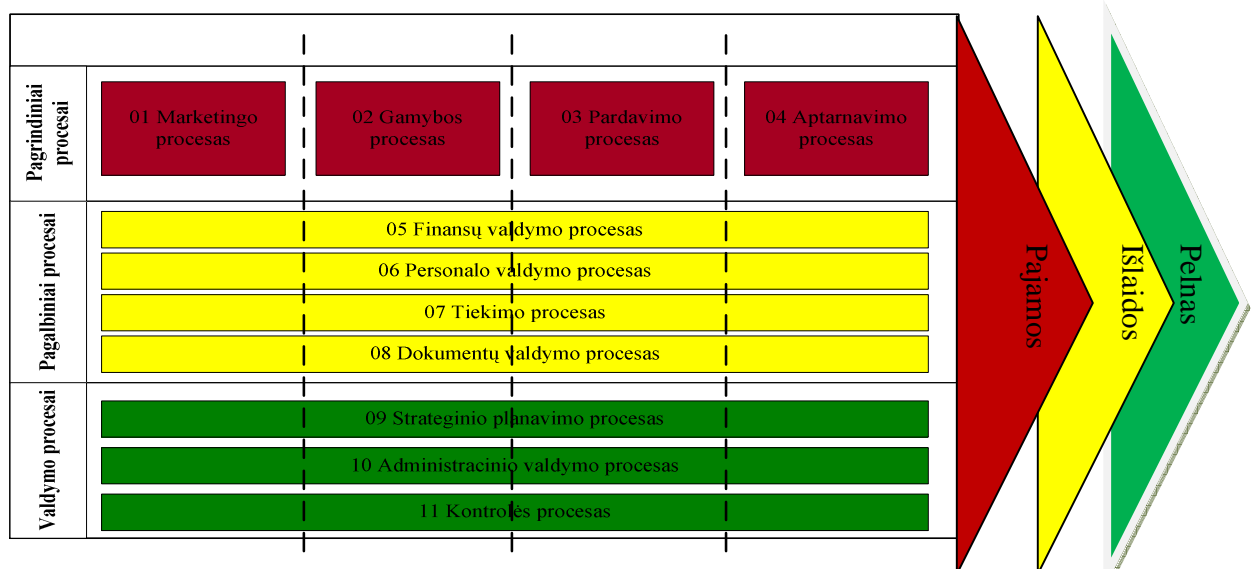 Pagrindiniai
procesai
01 Marketingo
procesas
02 Gamybos
procesas
03 Pardavimo
procesas
04 Aptarnavimo
procesas
Pagalbiniai procesai
05 Finansų valdymo procesas
06 Personalo valdymo procesas
07 Tiekimo procesas
08 Dokumentų valdymo procesas
Valdymo procesai
09 Strateginio planavimo procesas
10 Administracinio valdymo procesas
11 Kontrolės procesas
Pajamos
Išlaidos
Pelnas